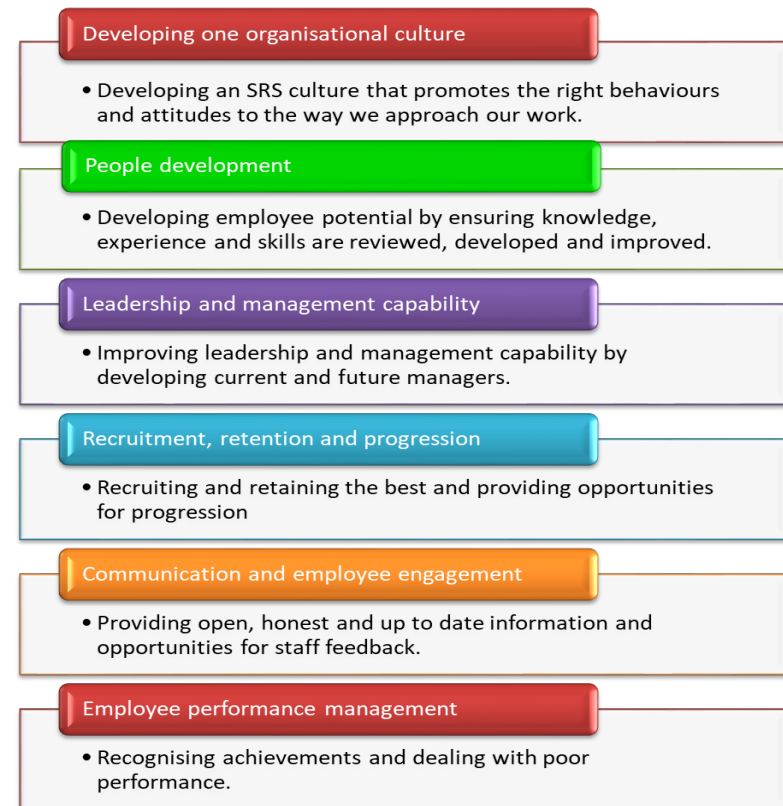 Developing one organisational culture
• Developing an SRS culture that promotes the right behaviours
and attitudes to the way we approach our work.
People development
• Developing employee potential by ensuring knowledge,
experience and skills are reviewed, developed and improved.
Leadership and management capability
• Improving leadership and management capability by
developing current and future managers.
Recruitment, retention and progression
• Recruiting and retaining the best and providing opportunities
for progression
Communication and employee engagement
• Providing open, honest and up to date information and
opportunities for staff feedback.
Employee performance management
• Recognising achievements and dealing with poor
performance.